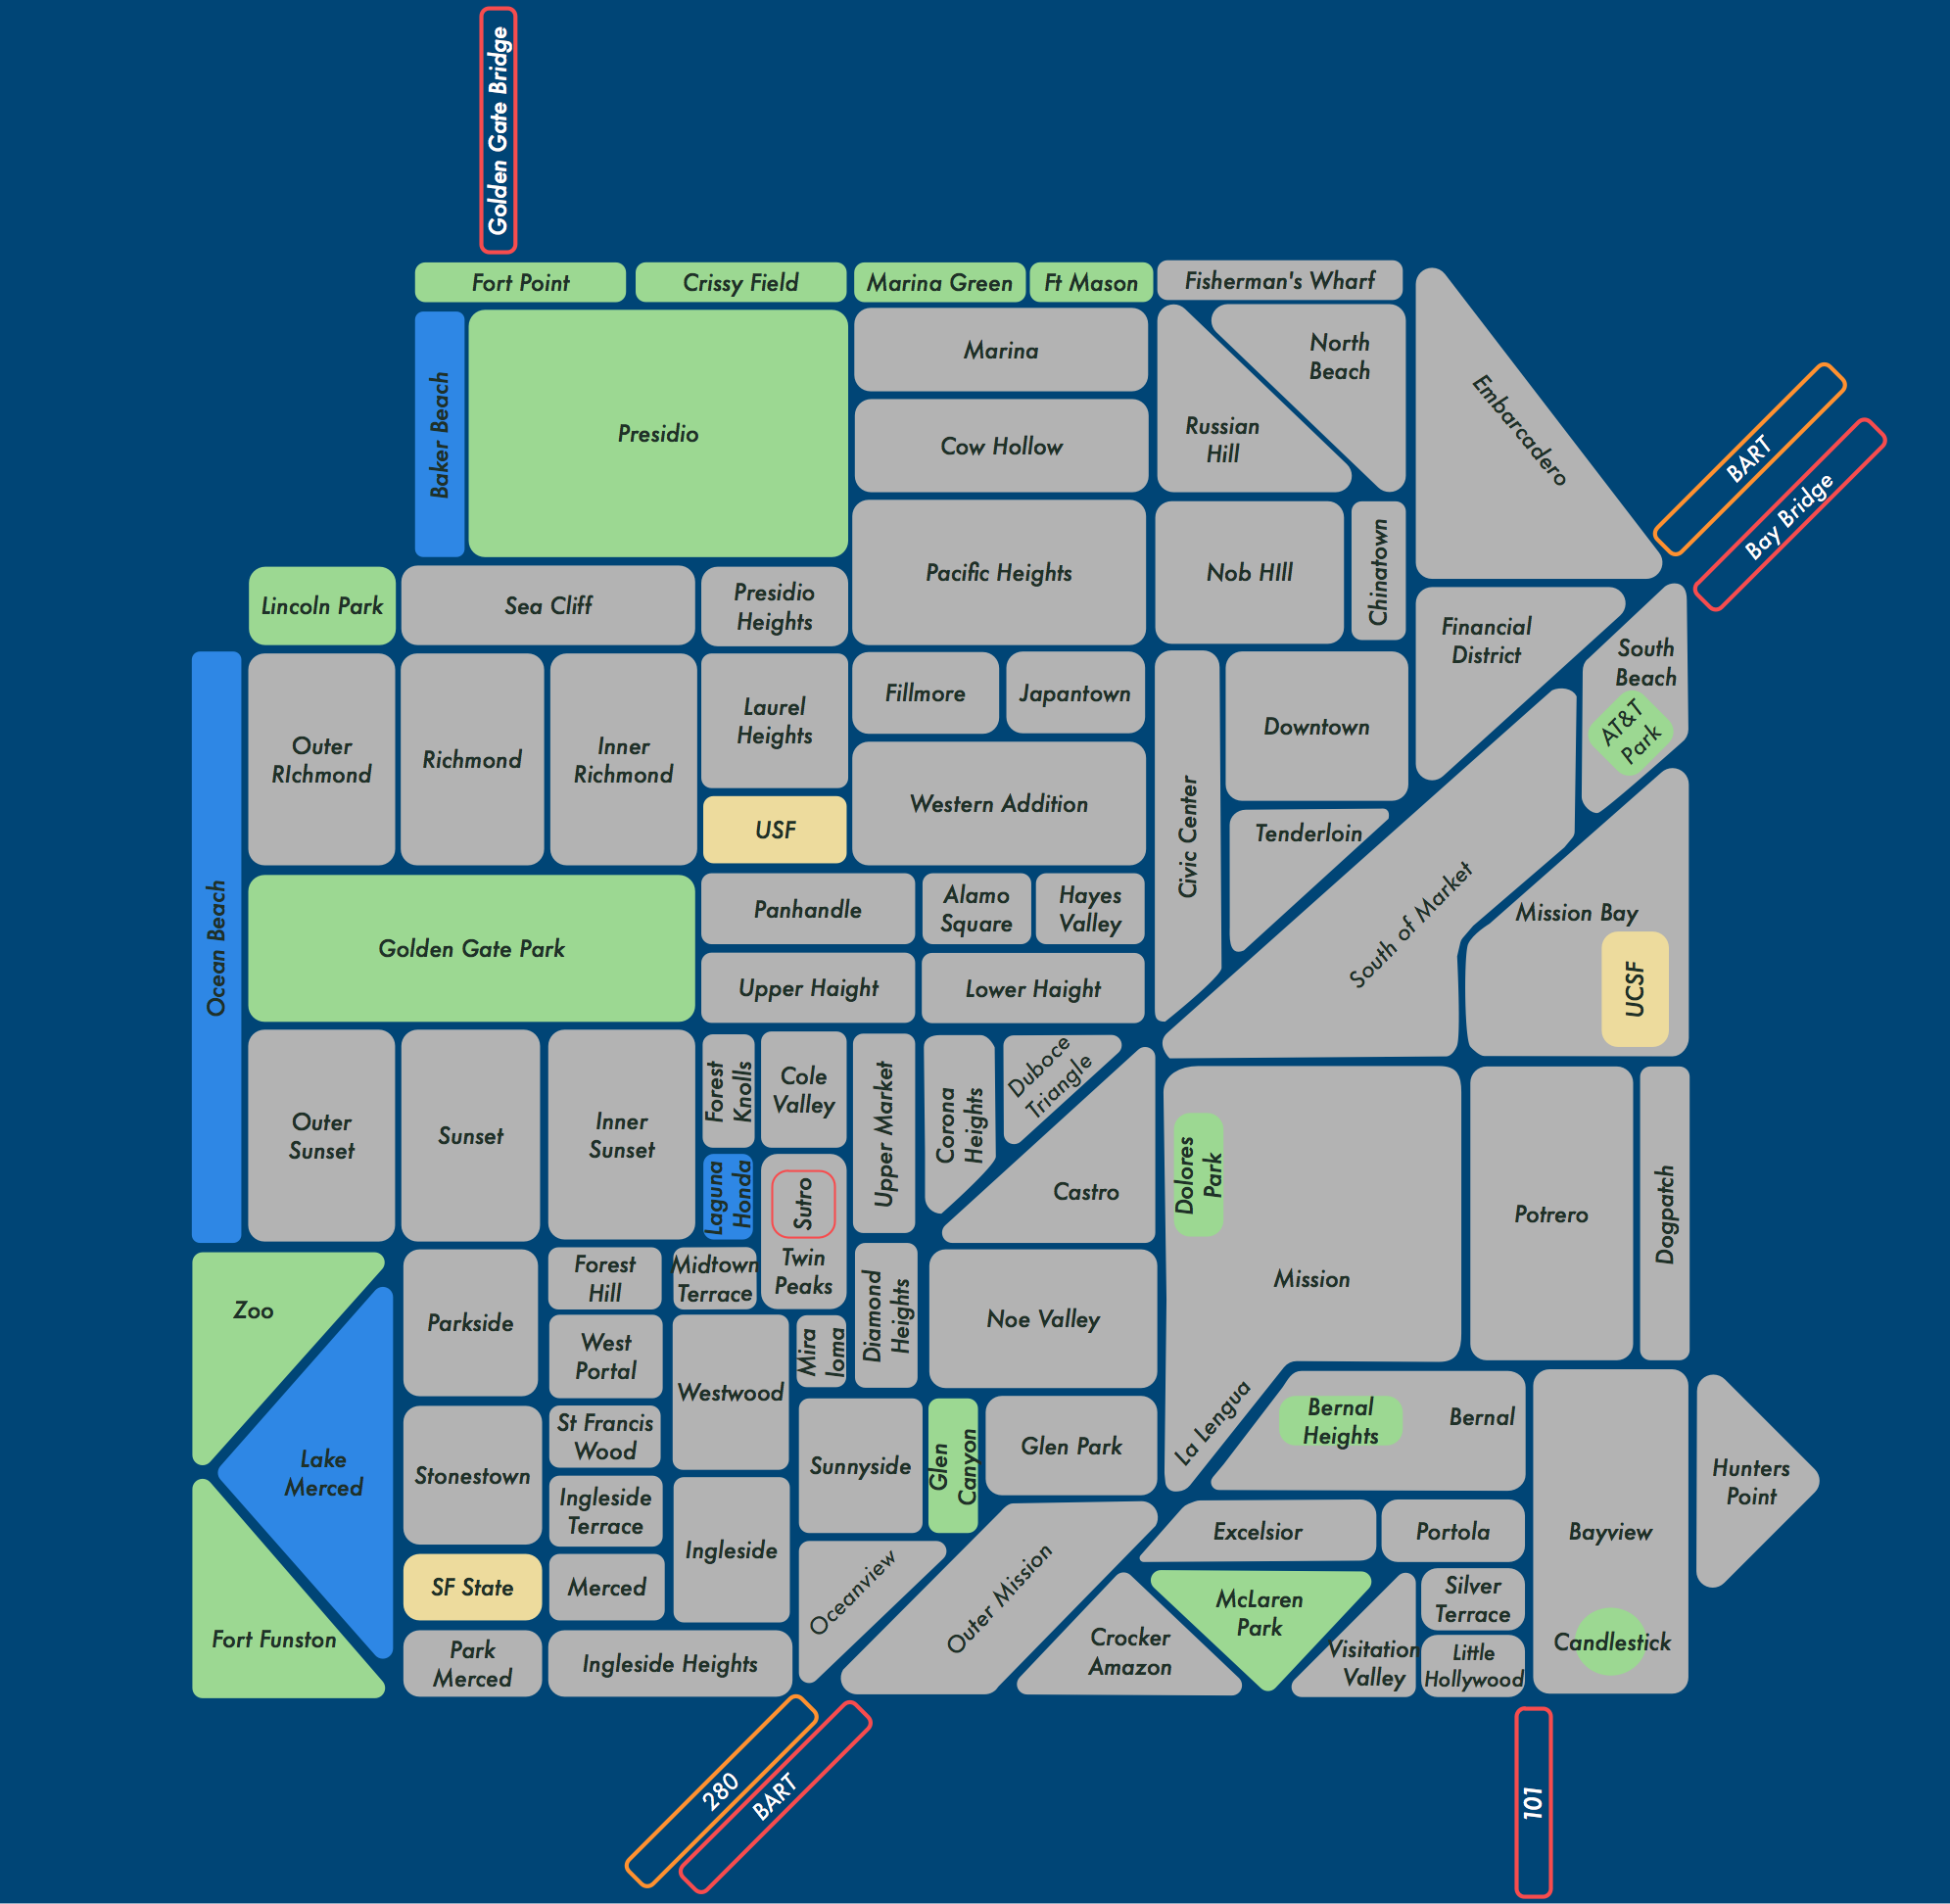 Golden Gate Bridge
Fort Point
Crissy Field
Marina Green
Ft Mason
Fisherman's Wharf
Baker Beach
Presidio
Marina
Cow Hollow
Russian
Hill
North
Beach
Embarcadero
BART
Bay Bridge
Lincoln Park
Sea Cliff
Presidio
Heights
Pacific Heights
Nob HIll
Chinatown
Financial
District
South
Beach
AT&T
Park
Ocean Beach
Outer
RIchmond
Richmond
Inner
Richmond
Laurel
Heights
USF
Fillmore
Japantown
Western Addition
Civic Center
Downtown
Tenderloin
South of Market
Mission Bay
UCSF
Golden Gate Park
Panhandle
Alamo
Square
Hayes
Valley
Upper Haight
Lower Haight
Outer
Sunset
Sunset
Inner
Sunset
Forest
Knolls
Cole
Valley
Upper Market
Corona
Heights
Duboce
Triangle
Castro
Laguna
Honda
Sutro
Twin
Peaks
Dolores
Park
Mission
La Lengua
Potrero
Dogpatch
Zoo
Lake
Merced
Fort Funston
Parkside
Forest
Hill
Midtown
Terrace
West
Portal
Westwood
Mira
loma
Diamond
Heights
Noe Valley
Stonestown
St Francis
Wood
Sunnyside
Glen
Canyon
Glen Park
Bernal
Heights
Bernal
Hunters
Point
Ingleside
Terrace
Ingleside
SF State
Merced
Oceanview
Outer Mission
Excelsior
Portola
Bayview
McLaren
Park
Silver
Terrace
Park
Merced
Ingleside Heights
Crocker
Amazon
Visitation
Valley
Little
Hollywood
Candlestick
280
BART
101